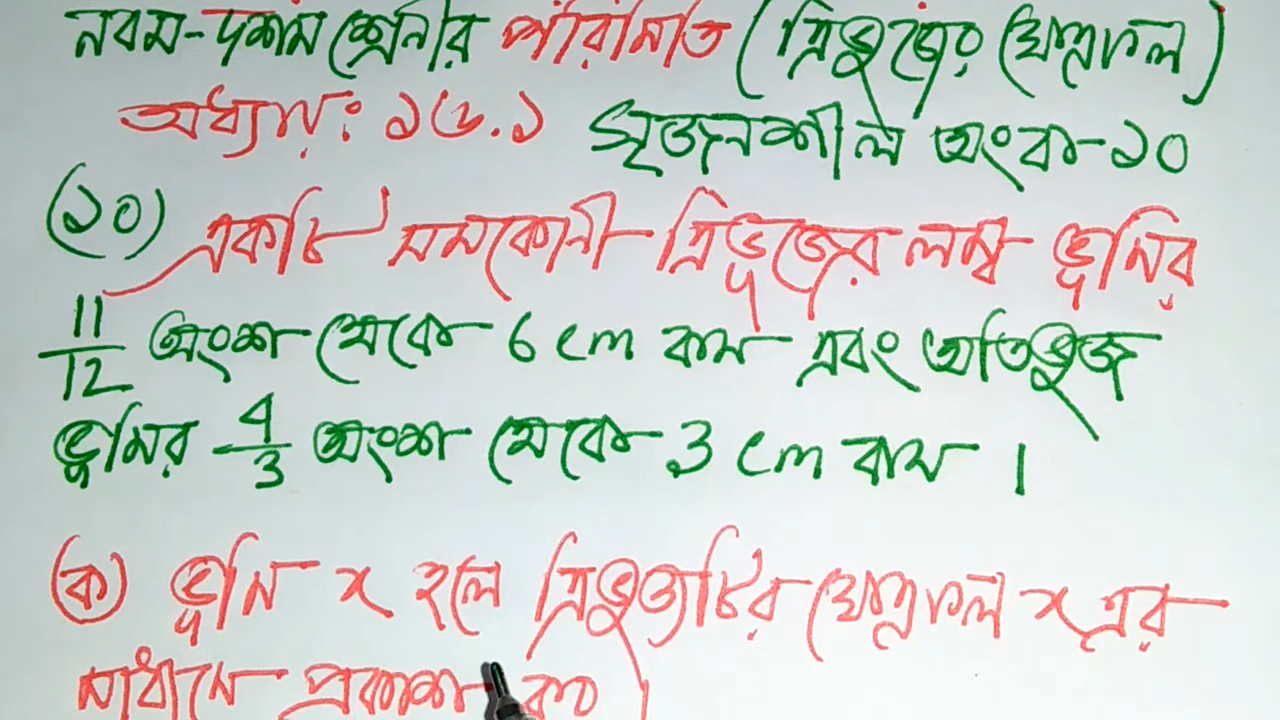 নবম-দশম শ্রেনীর পরিমিতি (ত্রিভুজের ক্ষেত্রফল)
অধ্যায়: ১৬.১ সৃজনশীল অংক-১০
(১০) একটি সমকোনী ত্রিভূজের লম্ব ভূমির
11/12 অংশ থেকে 6 cm কম এবং অতিভুজ
ভুমির 4/3 অংশ থেকে 3 cm কম ।
(ক) ভূমি x হলে ত্রিভুজটির ক্ষেত্রফল x এর
মাধ্যমে প্রকাশ কর ।